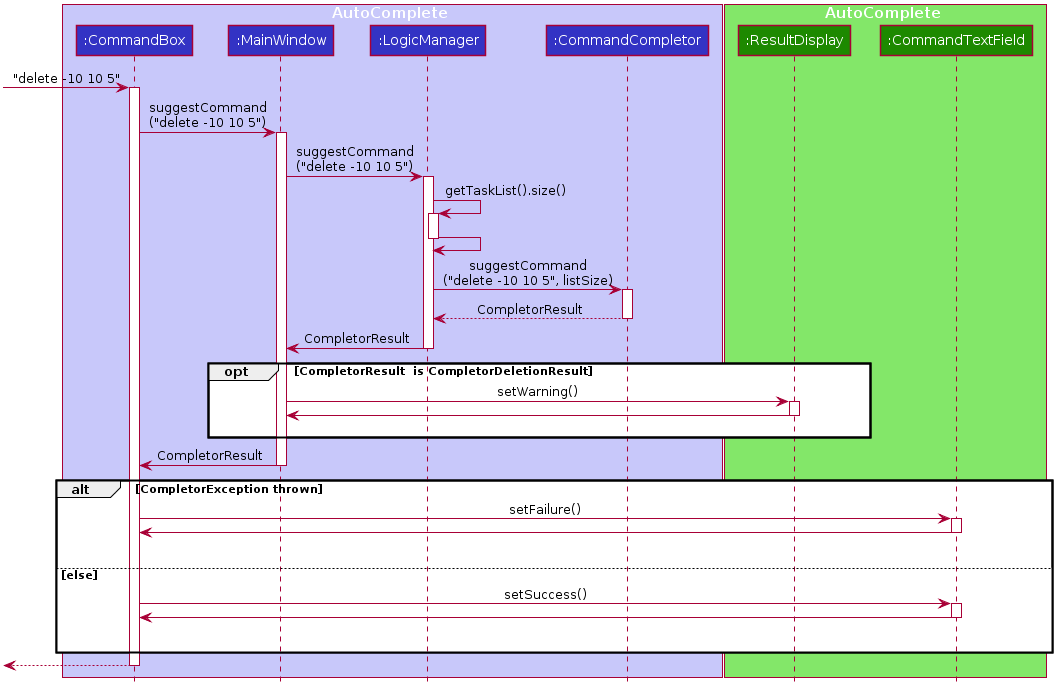 AutoComplete
AutoComplete
:CommandBox
:MainWindow
:LogicManager
:CommandCompletor
:ResultDisplay
:CommandTextField
"delete -10 10 5"
suggestCommand
("delete -10 10 5")
suggestCommand
("delete -10 10 5")
getTaskList().size()
suggestCommand
("delete -10 10 5", listSize)
CompletorResult
CompletorResult
opt
[CompletorResult  is CompletorDeletionResult]
setWarning()
CompletorResult
alt
[CompletorException thrown]
setFailure()
[else]
setSuccess()